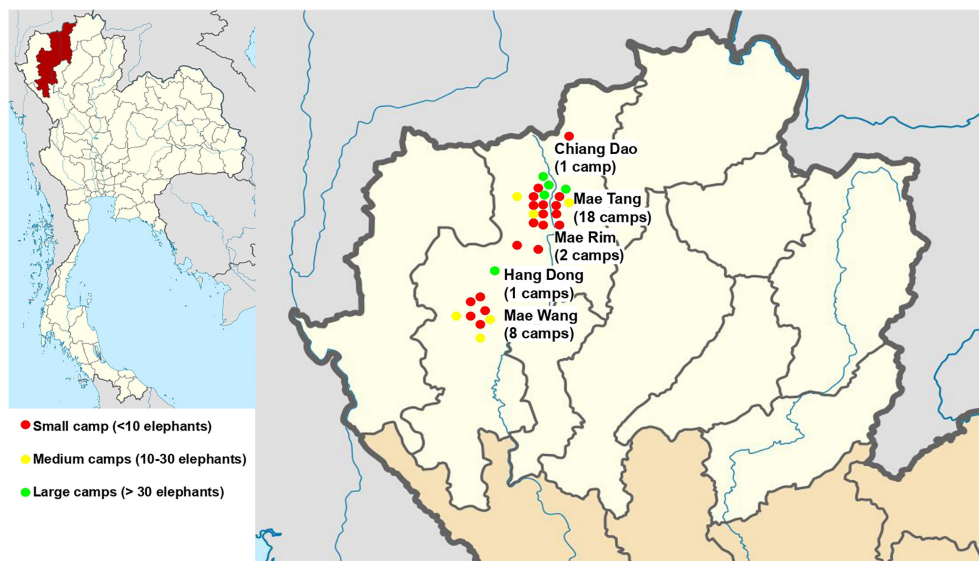 Chiang Dao
(1 camp)
Mae Tang
(18 camps)
Mae Rim
(2 camps)
Hang Dong
(1 camps)
Mae Wang
(8 camps)
Small camp (<10 elephants)
Medium camps (10-30 elephants)
Large camps (> 30 elephants)